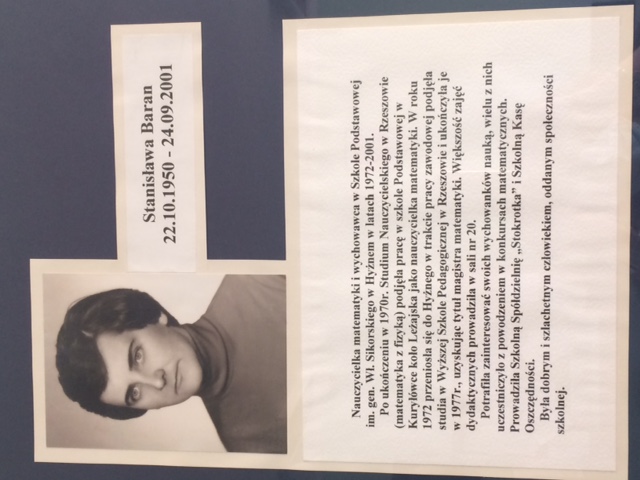 Stanisława Baran
22.10.1950 - 24.09.2001
Nauczycielka matematyki i wychowawca w Szkole Podstawowej
im. gen. Wł. Sikorskiego w Hyżnem w latach 1972-2001.
Po ukończeniu w 1970r. Studium Nauczycielskiego w Rzeszowie
(matematyka z fizyką) podjęła pracę w szkole Podstawowej w
Kuryłówce koło Leżajska jako nauczycielka matematyki. W roku
1972 przeniosła się do Hyżnego w trakcie pracy zawodowej podjęła
studia w Wyższej Szkole Pedagogicznej w Rzeszowie i ukończyła je
w 1977r., uzyskując tytuł magistra matematyki. Większość zajęć
dydaktycznych prowadziła w sali nr 20.
Potrafiła zainteresować swoich wychowanków nauką, wielu z nich
uczestniczyło z powodzeniem w konkursach matematycznych.
Prowadziła Szkolną Spółdzielnię „Stokrotka” i Szkolną Kasę
Oszczędności.
Była dobrym i szlachetnym człowiekiem, oddanym społeczności
szkolnej.